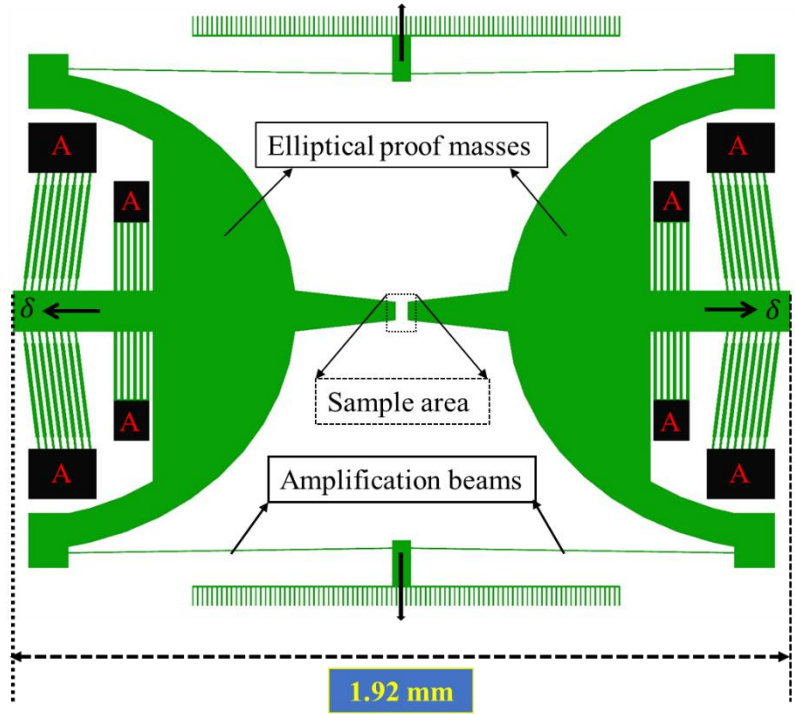 A
A
Elliptical proof masses
A
A
δ
δ
Sample area
A
A
A
A
Amplification beams
1.92 mm